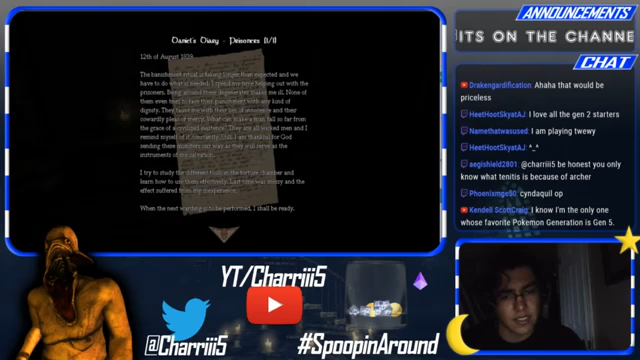 ANNOUNCEMENTS
ITS ON THE CHANNE
Daniel's Diary - Prisoners (1/1)
12th of August 1839
The banishment ritual is taking longer than expected and we
have to do what is needed. I spend my time helping out with the
prisoners. Being around these degenerates makes me ill. None of
them even tries to face their punishment with any kind of
dignity. They taunt me with their lies of innocence and their
cowardly pleas of mercy. What can make a man fall so far from
the grace of a civilized existence? They are all wicked men and I
remind myself of it constantly. Still, I am thankful for God
sending these monsters our way as they will serve as the
instruments of my salvation.
I try to study the different tools in the torture chamber and
learn how to use them effectively. Last time was messy and the
effect suffered from my inexperience.
When the next warding is to be performed, I shall be ready.
CHAT
Drakengardification: Ahaha that would be
priceless
HeetHootSkyatAJ: I love all the gen 2 starters
Namethatwasused: I am playing twewy
HeetHootSkyatAJ: ^_^
aegishield2801: @charriii5 be honest you only
know what tenitis is because of archer
Phoenixmge50: cyndaquil op
Kendell ScottCraig: I know I'm the only one
whose favorite Pokemon Generation is Gen 5.
YT/Charriii5
@Charriii5
#SpoopinAround